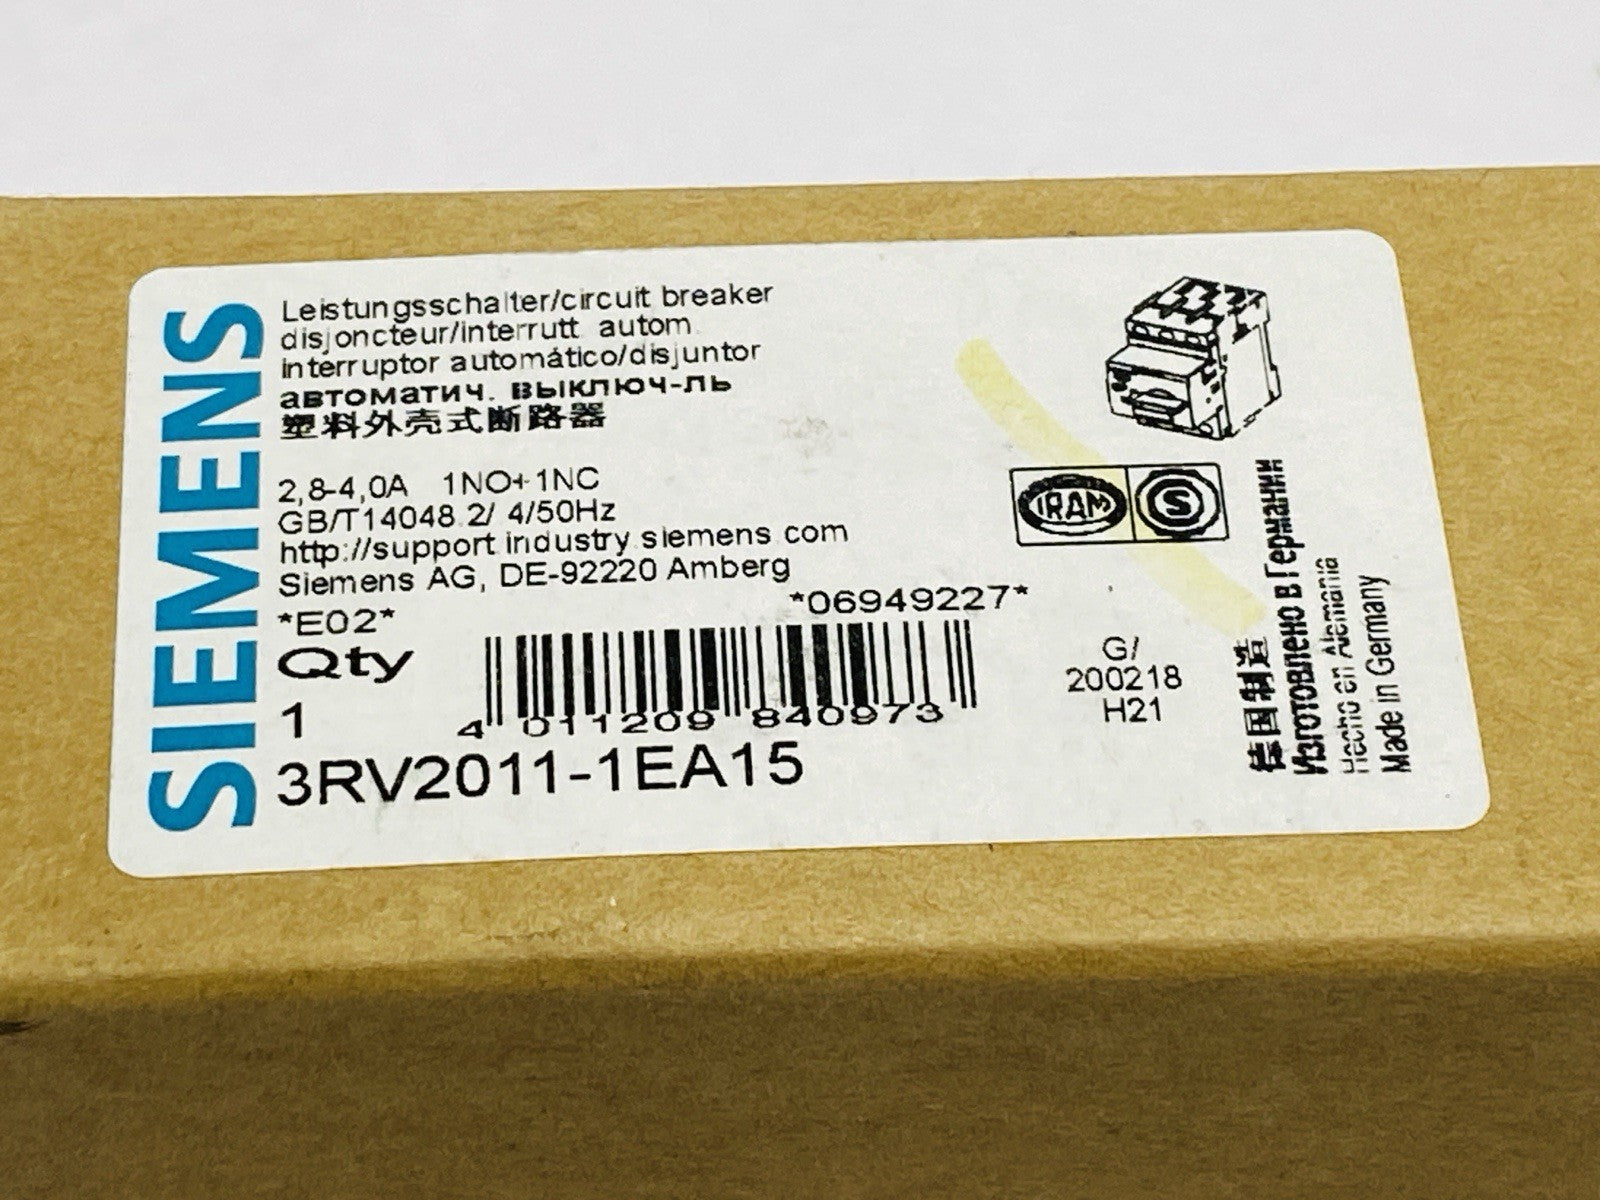 SIEMENS
Leistungsschalter/circuit breaker
disjoncteur/interrutt. autom.
interruptor automático/disjuntor
автоматич. выключ-ль
塑料外壳式断路器
2,8-4,0A 1NO+1NC
GB/T14048.2/ 4/50Hz
http://support.industry.siemens.com
Siemens AG, DE-92220 Amberg
*E02* *06949227*
Qty
1
4 011209 840973
3RV2011-1EA15
IRAM S
G/
200218
H21
德国制造
Изготовлено в Германии
Hecho en Alemania
Made in Germany